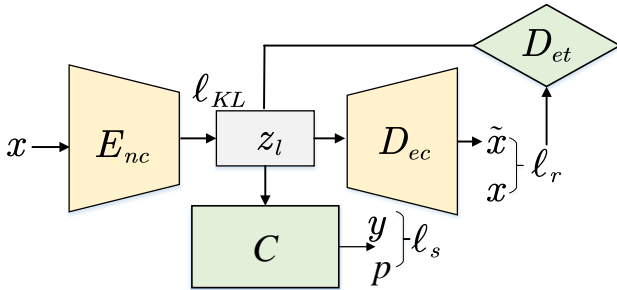 D_et
ℓ_KL
x
E_nc
z_l
D_ec
x̃
x
ℓ_r
C
y
p
ℓ_s